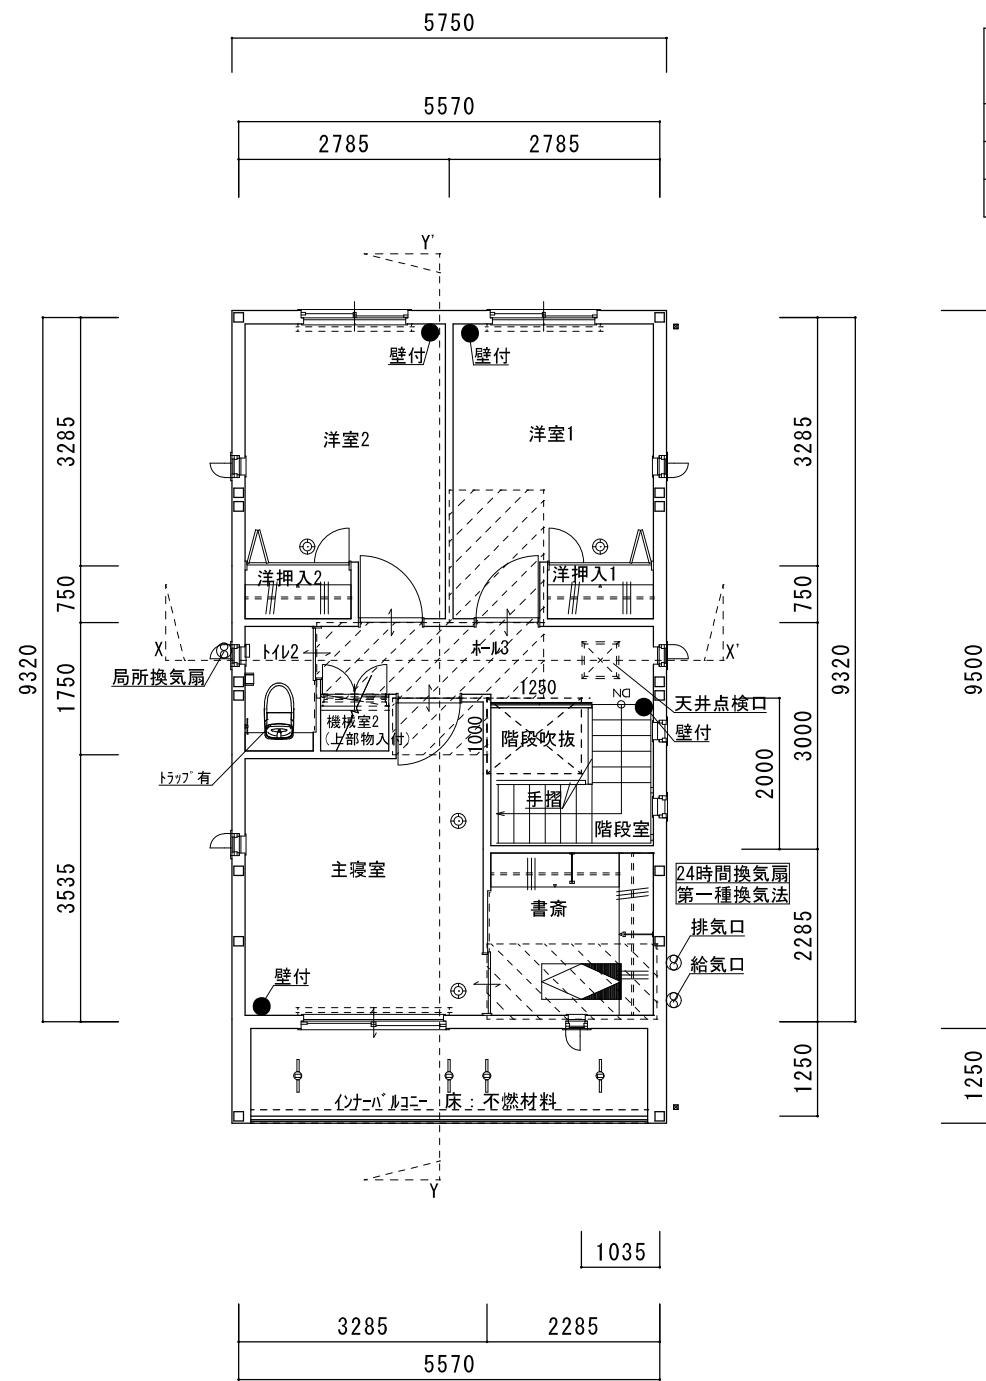 5750
5570
2785
2785
Y'
壁付
壁付
3285
洋室2
洋室1
3285
750
洋押入2
洋押入1
750
X
トイレ2
ホール3
X'
局所換気扇
9320
1750
1250
DN
天井点検口
9320
9500
機械室2
(上部物入付)
1000
階段吹抜
壁付
3000
2000
トラップ有
手摺
階段室
主寝室
24時間換気扇
第一種換気法
3535
書斎
排気口
2285
壁付
給気口
1250
1250
インナーバルコニー 床:不燃材料
Y
1035
3285
2285
5570